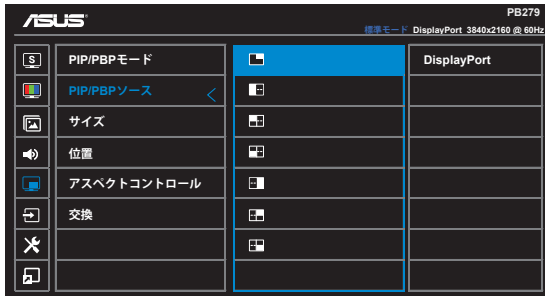 ASUS
PB279
標準モード DisplayPort 3840x2160 @ 60Hz
S
PIP/PBPモード
DisplayPort
PIP/PBPソース
サイズ
位置
アスペクトコントロール
交換